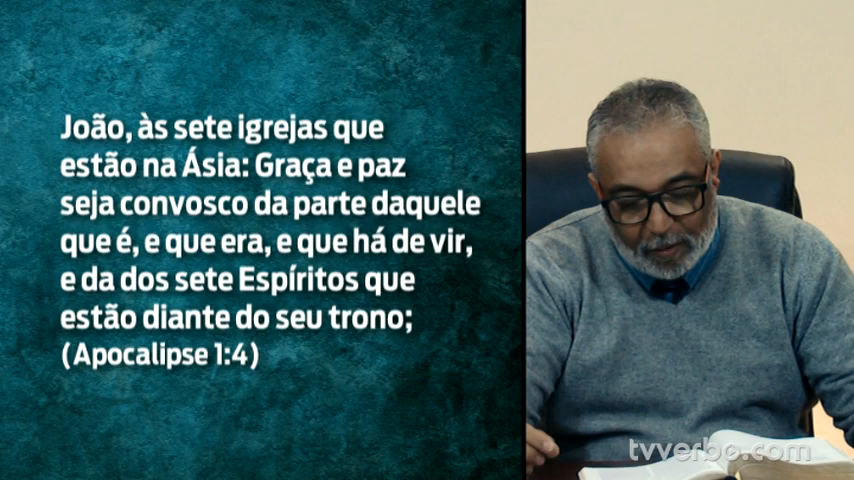 João, às sete igrejas que
estão na Ásia: Graça e paz
seja convosco da parte daquele
que é, e que era, e que há de vir,
e da dos sete Espíritos que
estão diante do seu trono;
(Apocalipse 1:4)
tvverbo.com